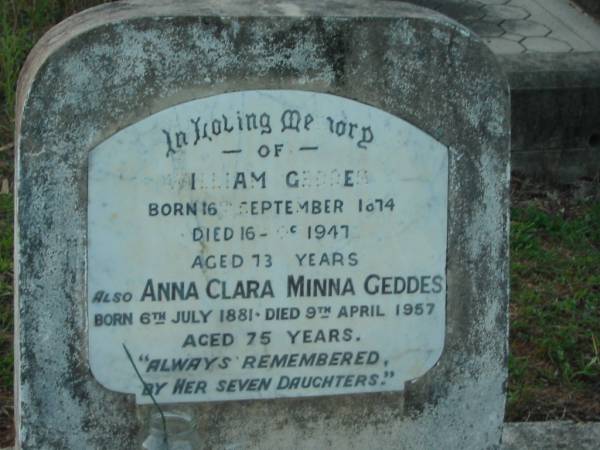 In Loving Memory
— OF —
WILLIAM GEDDES
BORN 16TH SEPTEMBER 1874
DIED 16 1947
AGED 73 YEARS
ALSO ANNA CLARA MINNA GEDDES
BORN 6TH JULY 1881 · DIED 9TH APRIL 1957
AGED 75 YEARS.
"ALWAYS REMEMBERED,
BY HER SEVEN DAUGHTERS."